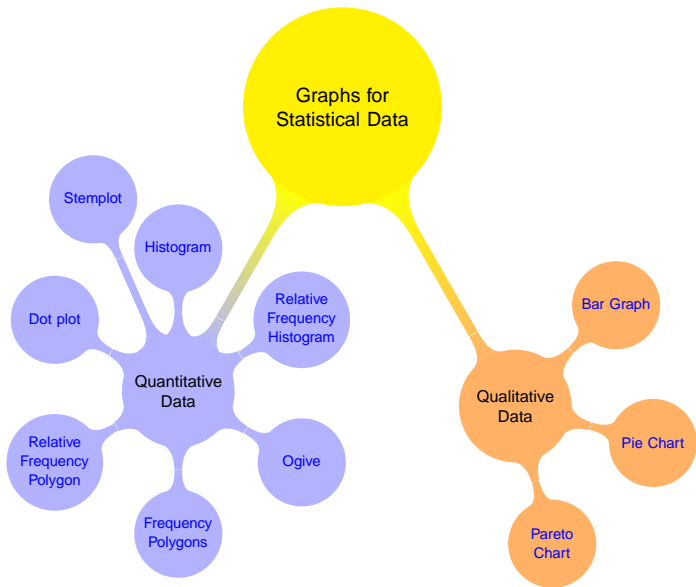 Graphs for
Statistical Data
Stemplot
Histogram
Relative
Frequency
Histogram
Dot plot
Quantitative
Data
Relative
Frequency
Polygon
Ogive
Frequency
Polygons
Bar Graph
Qualitative
Data
Pie Chart
Pareto
Chart